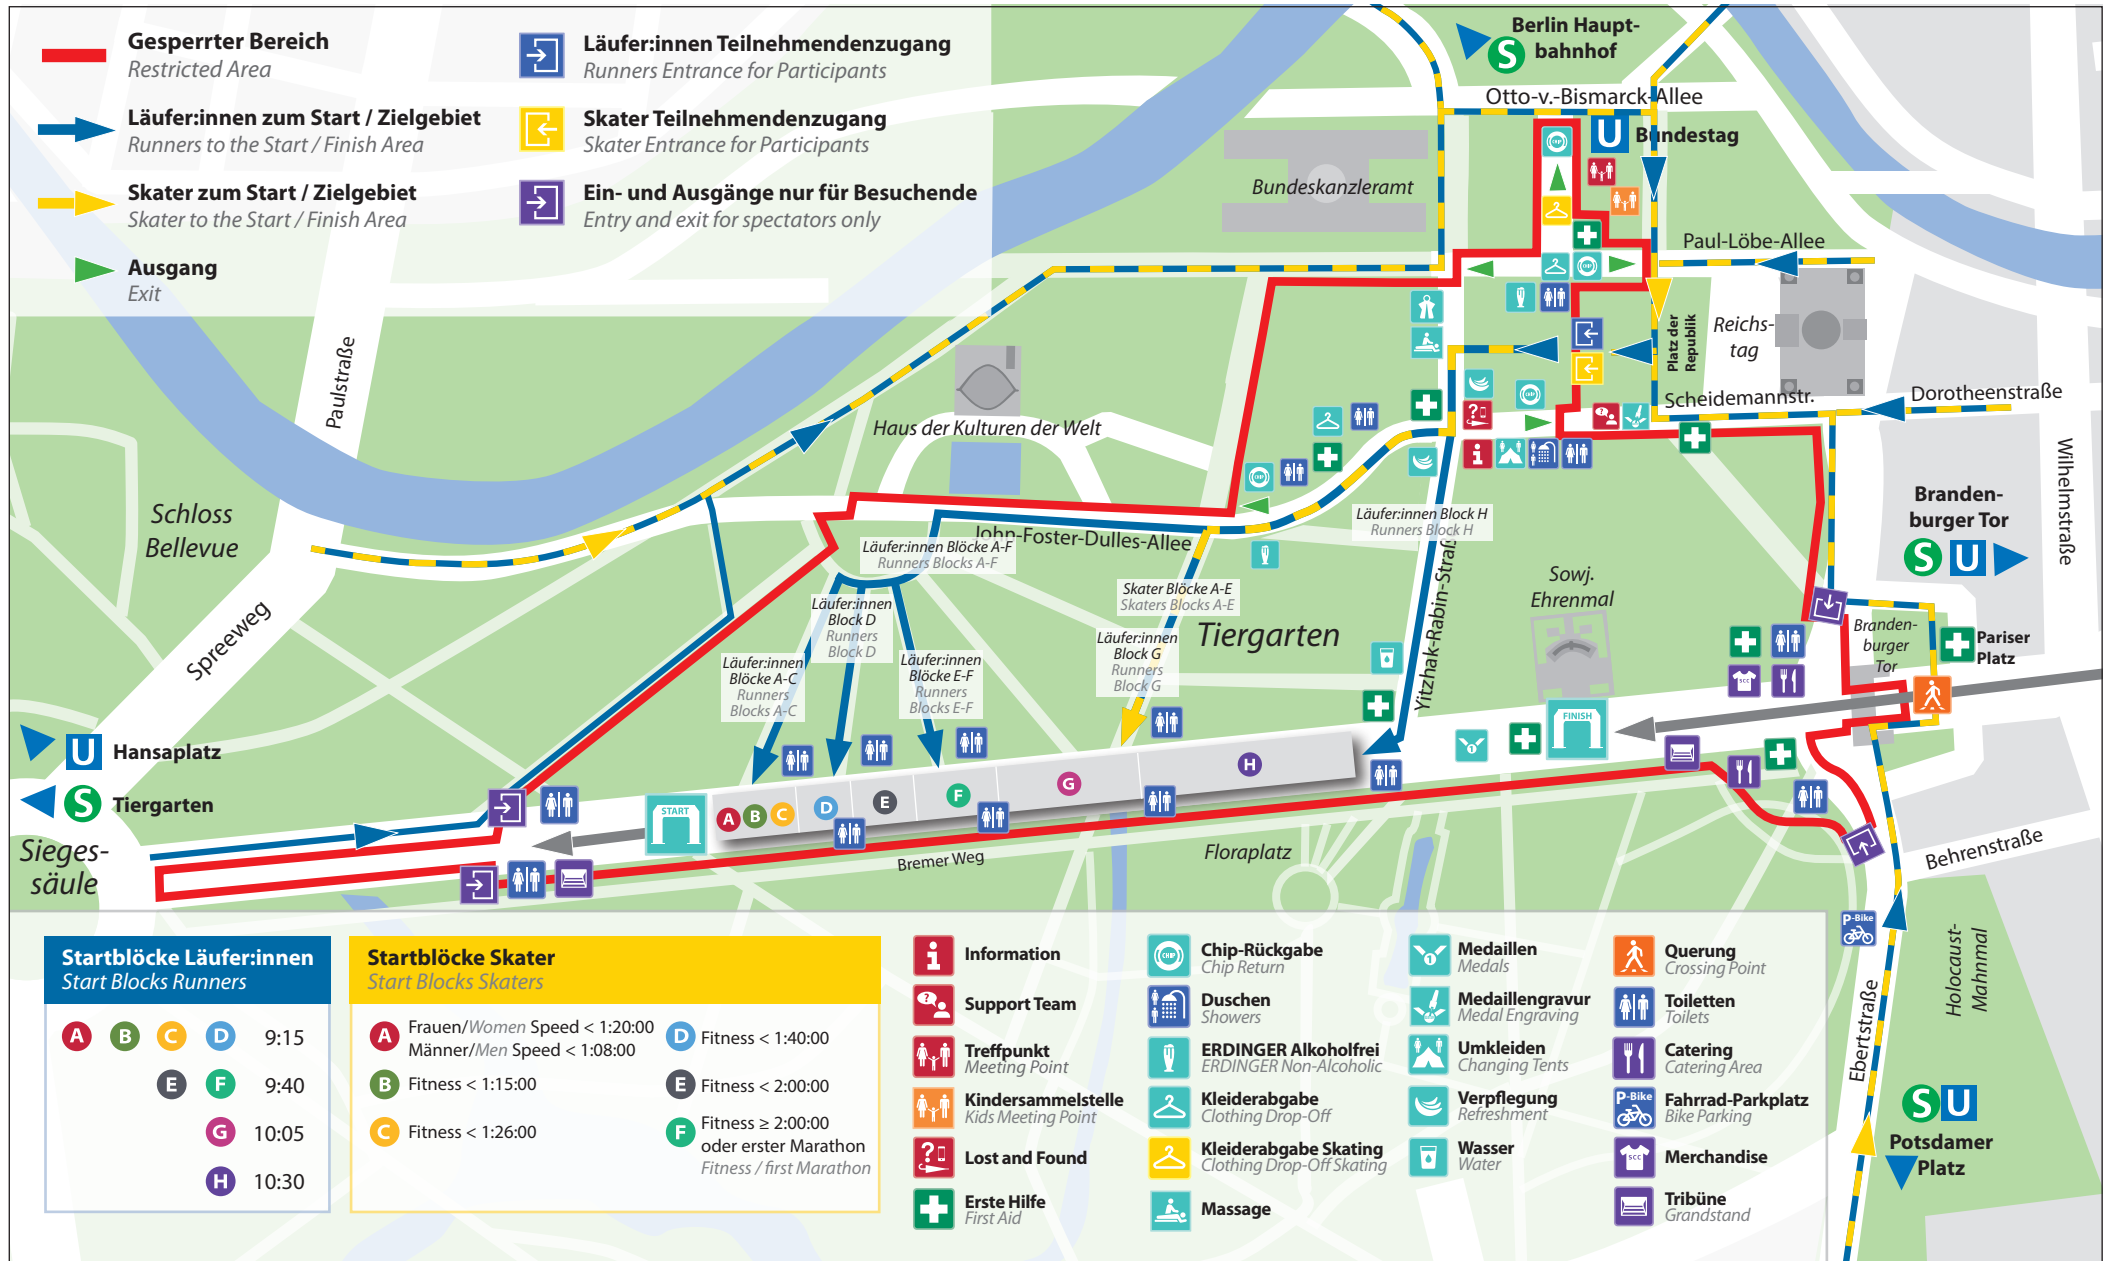 Gesperrter Bereich
Restricted Area
Läufer:innen zum Start / Zielgebiet
Runners to the Start / Finish Area
Skater zum Start / Zielgebiet
Skater to the Start / Finish Area
Ausgang
Exit
Läufer:innen Teilnehmendenzugang
Runners Entrance for Participants
Skater Teilnehmendenzugang
Skater Entrance for Participants
Ein- und Ausgänge nur für Besuchende
Entry and exit for spectators only
Berlin Haupt-
bahnhof
S
Otto-v.-Bismarck-Allee
U Bundestag
Bundeskanzleramt
CHIP
Paul-Löbe-Allee
CHIP
Platz der
Republik
Reichs-
tag
Scheidemannstr.
Dorotheenstraße
Wilhelmstraße
Paulstraße
Haus der Kulturen der Welt
CHIP
?
?
i
CHIP
Schloss
Bellevue
Spreeweg
John-Foster-Dulles-Allee
Läufer:innen Block H
Runners Block H
Yitzhak-Rabin-Straße
Läufer:innen Blöcke A-F
Runners Blocks A-F
Skater Blöcke A-E
Skaters Blocks A-E
Läufer:innen
Block D
Runners
Block D
Läufer:innen
Blöcke A-C
Runners
Blocks A-C
Läufer:innen
Blöcke E-F
Runners
Blocks E-F
Läufer:innen
Block G
Runners
Block G
Tiergarten
Sowj.
Ehrenmal
Branden-
burger Tor
S U
Branden-
burger
Tor
Pariser
Platz
SCC
FINISH
1
U Hansaplatz
S Tiergarten
Sieges-
säule
START
A B C D E F G H
Bremer Weg
Floraplatz
Behrenstraße
P-Bike
Holocaust-
Mahnmal
Ebertstraße
S U
Potsdamer
Platz
Startblöcke Läufer:innen
Start Blocks Runners
A B C D 9:15
E F 9:40
G 10:05
H 10:30
Startblöcke Skater
Start Blocks Skaters
A Frauen/Women Speed < 1:20:00
Männer/Men Speed < 1:08:00
B Fitness < 1:15:00
C Fitness < 1:26:00
D Fitness < 1:40:00
E Fitness < 2:00:00
F Fitness ≥ 2:00:00
oder erster Marathon
Fitness / first Marathon
i Information
? Support Team
Treffpunkt
Meeting Point
Kindersammelstelle
Kids Meeting Point
? Lost and Found
Erste Hilfe
First Aid
CHIP Chip-Rückgabe
Chip Return
Duschen
Showers
ERDINGER Alkoholfrei
ERDINGER Non-Alcoholic
Kleiderabgabe
Clothing Drop-Off
Kleiderabgabe Skating
Clothing Drop-Off Skating
Massage
1 Medaillen
Medals
Medaillengravur
Medal Engraving
Umkleiden
Changing Tents
Verpflegung
Refreshment
Wasser
Water
Querung
Crossing Point
Toiletten
Toilets
Catering
Catering Area
P-Bike Fahrrad-Parkplatz
Bike Parking
SCC Merchandise
Tribüne
Grandstand